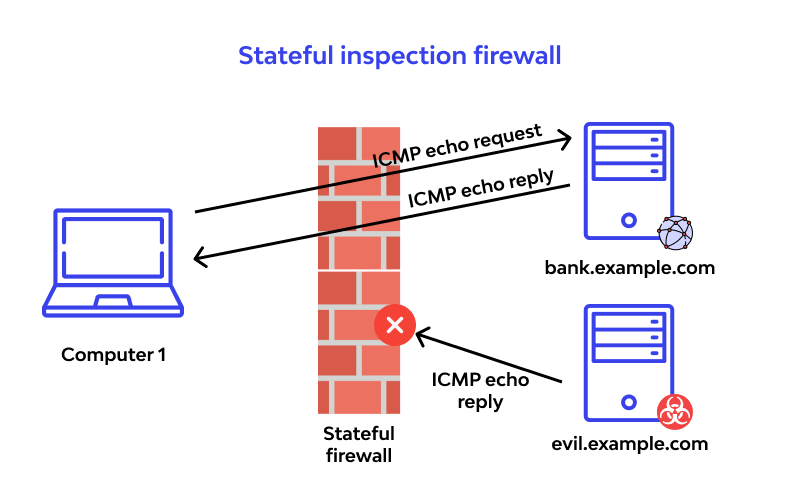 Stateful inspection firewall
ICMP echo request
ICMP echo reply
bank.example.com
Computer 1
ICMP echo
reply
Stateful
firewall
evil.example.com